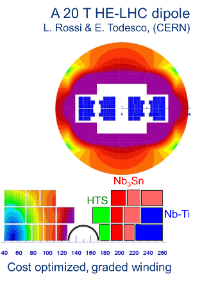 A 20 T HE-LHC dipole
L. Rossi & E. Todesco, (CERN)
Nb3Sn
HTS
Nb-Ti
40 60 80 100 120 140 160 180 200 220 240 260
Cost optimized, graded winding